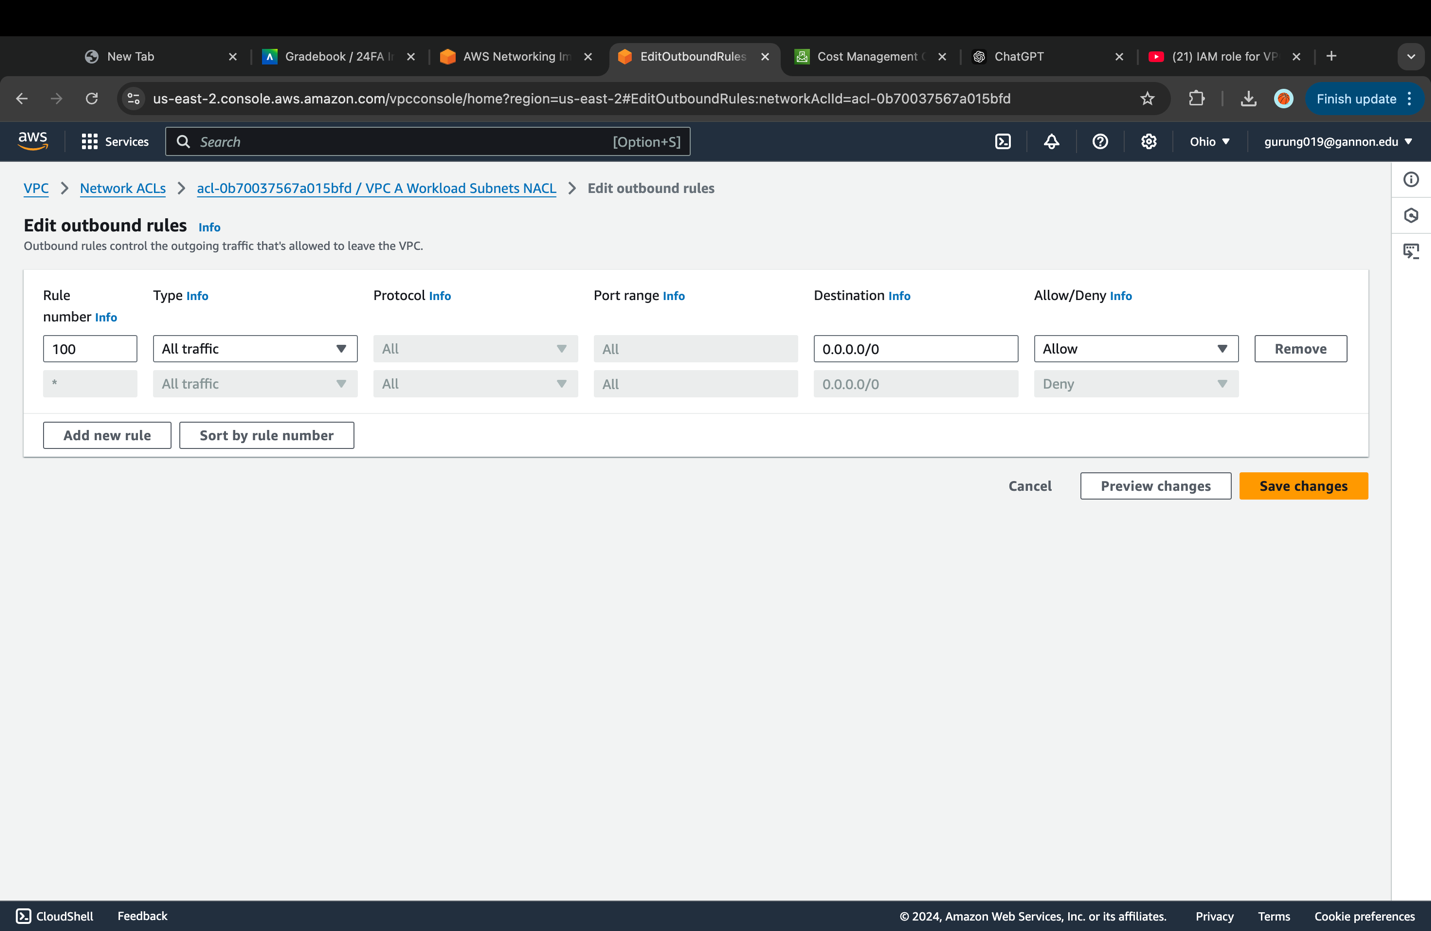 New Tab
Gradebook / 24FA I
AWS Networking Im
EditOutboundRules
Cost Management
ChatGPT
(21) IAM role for VP
us-east-2.console.aws.amazon.com/vpcconsole/home?region=us-east-2#EditOutboundRules:networkAclId=acl-0b70037567a015bfd
Finish update
aws
Services
Search
[Option+S]
Ohio
gurung019@gannon.edu
VPC
Network ACLs
acl-0b70037567a015bfd / VPC A Workload Subnets NACL
Edit outbound rules
Edit outbound rules Info
Outbound rules control the outgoing traffic that's allowed to leave the VPC.
Rule number Info
Type Info
Protocol Info
Port range Info
Destination Info
Allow/Deny Info
100
All traffic
All
All
0.0.0.0/0
Allow
Remove
*
All traffic
All
All
0.0.0.0/0
Deny
Add new rule
Sort by rule number
Cancel
Preview changes
Save changes
CloudShell
Feedback
© 2024, Amazon Web Services, Inc. or its affiliates.
Privacy
Terms
Cookie preferences